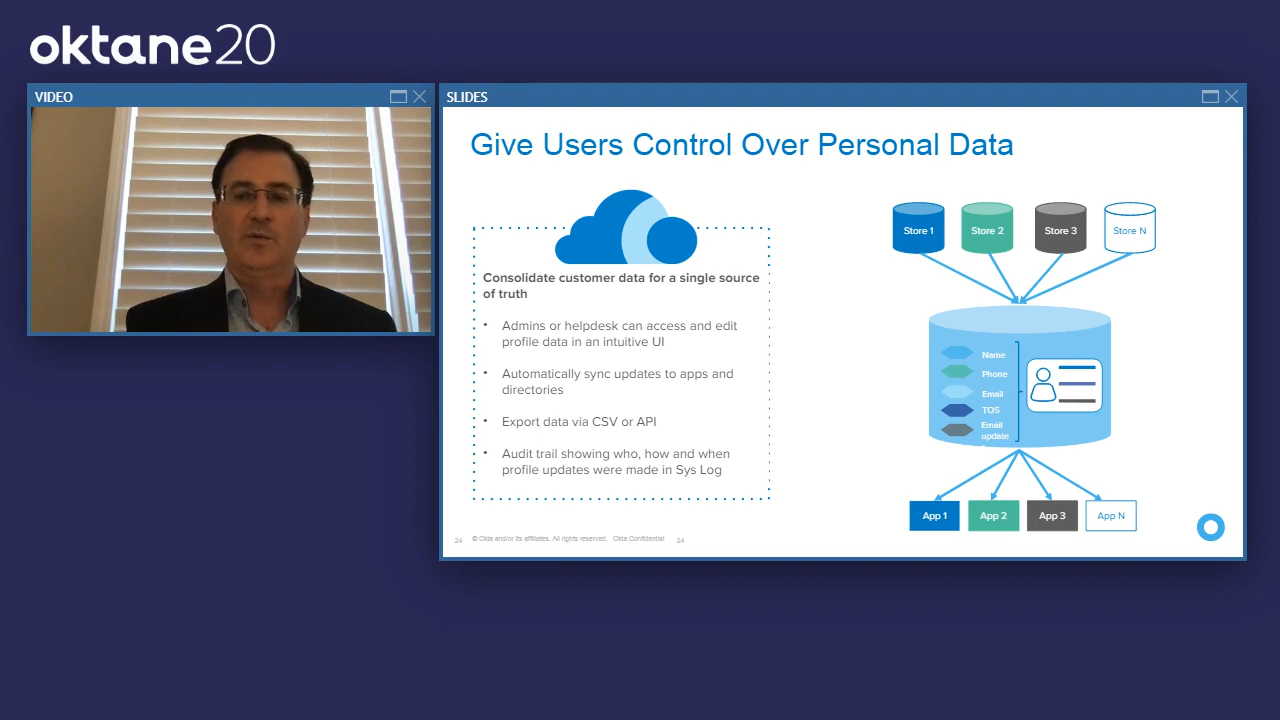 oktane20
VIDEO
SLIDES
Give Users Control Over Personal Data
Consolidate customer data for a single source
of truth
• Admins or helpdesk can access and edit
profile data in an intuitive UI
• Automatically sync updates to apps and
directories
• Export data via CSV or API
• Audit trail showing who, how and when
profile updates were made in Sys Log
Store 1
Store 2
Store 3
Store N
Name
Phone
Email
TOS
Email
update
App 1
App 2
App 3
App N
24 © Okta and/or its affiliates. All rights reserved. Okta Confidential 24